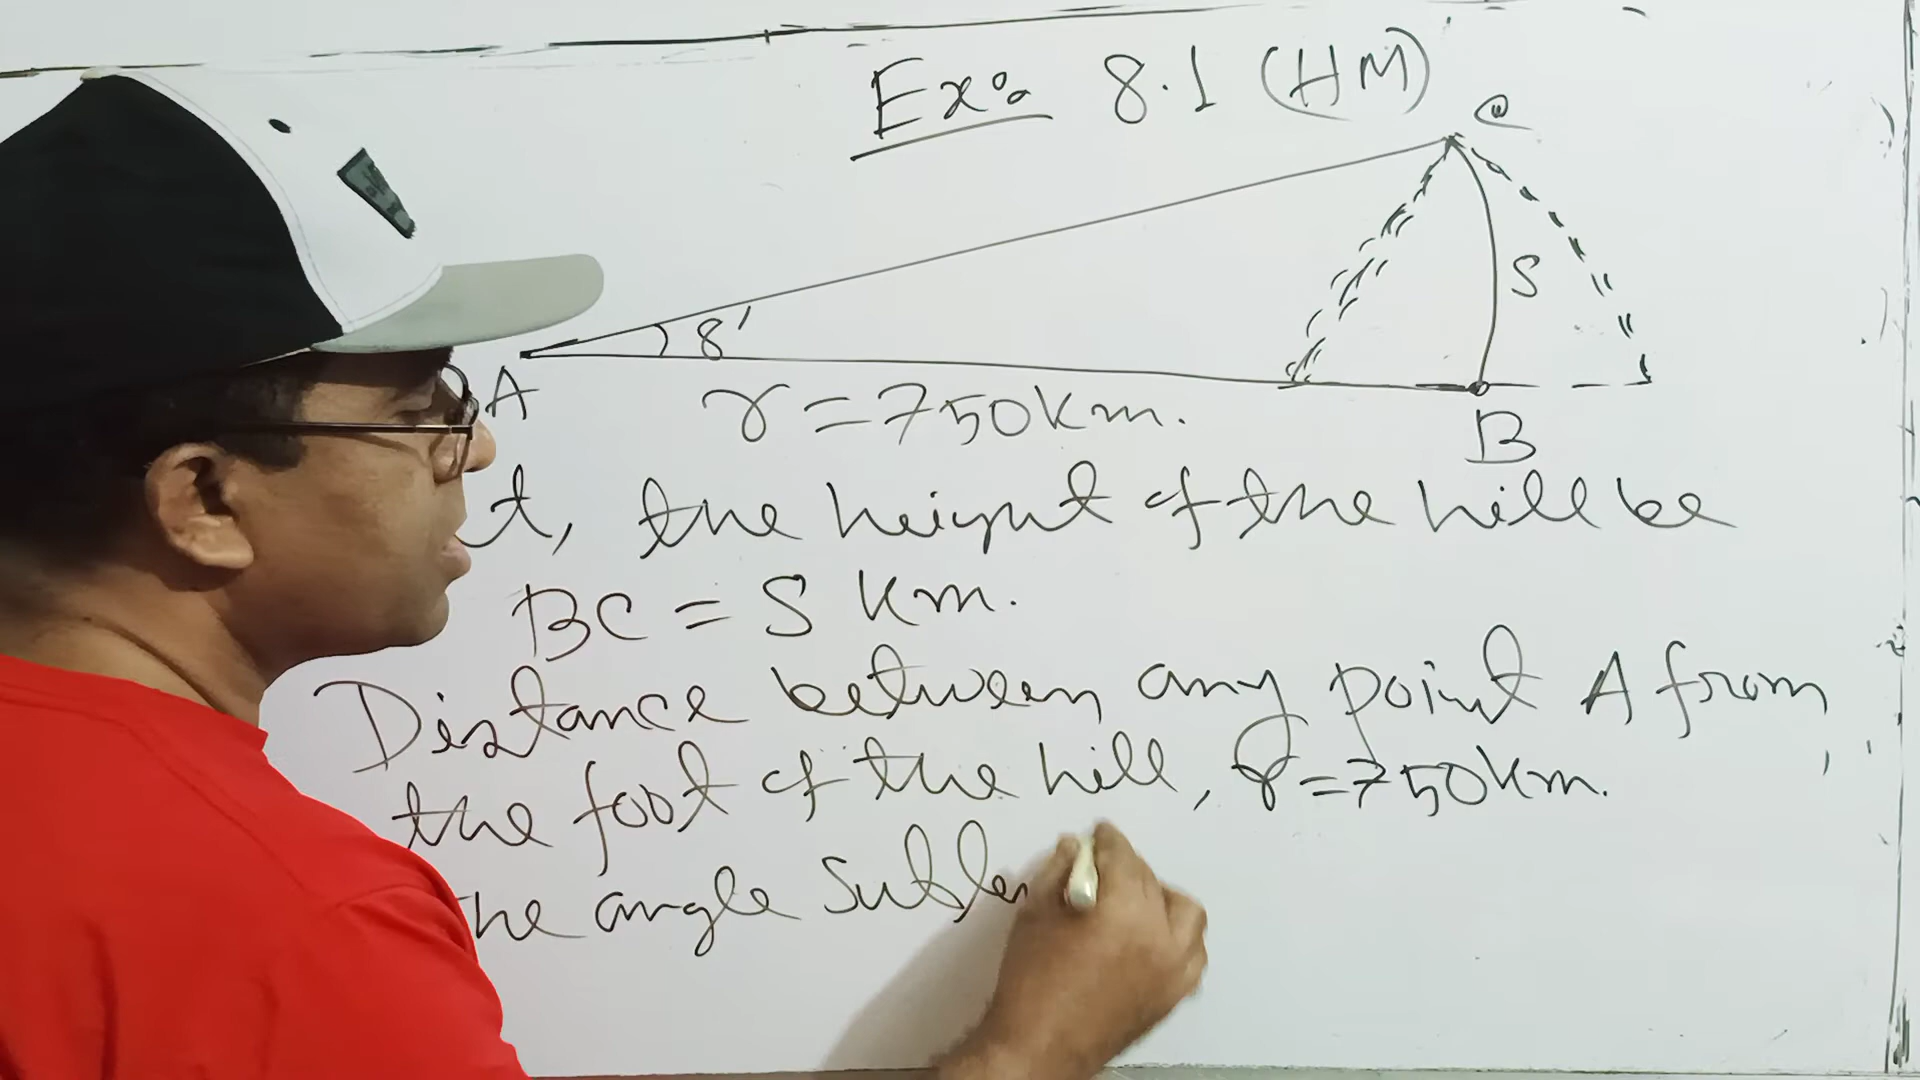 Ex: 8.1 (HM)
C
S
8'
A
r = 750 km.
B
t, the height of the hill be
BC = S km.
Distance between any point A from
the foot of the hill, r = 750 km.
the angle subten